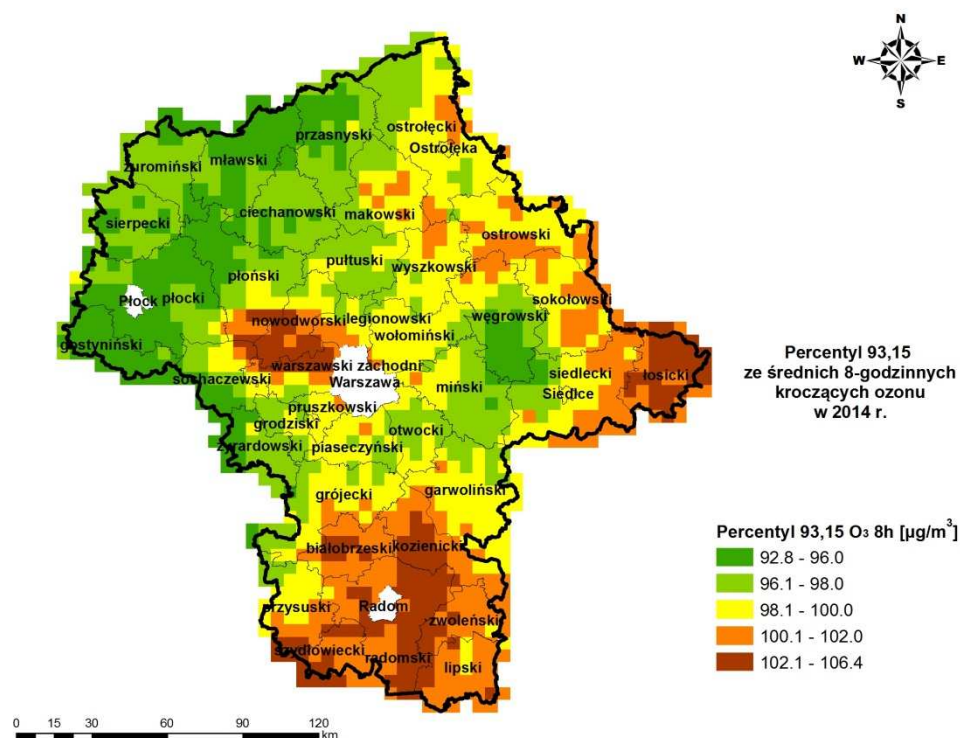 N
W E
S
ostrołęcki
przasnyski
Ostrołęka
mławski
żuromiński
ciechanowski
makowski
sierpecki
ostrowski
pułtuski
wyszkowski
płoński
Płock
płocki
sokołowski
węgrowski
nowodworski
legionowski
wołomiński
gostyniński
warszawski zachodni
sochaczewski
Warszawa
miński
siedlecki
łosicki
Siedlce
pruszkowski
grodziski
otwocki
żyrardowski
piaseczyński
grójecki
garwoliński
białobrzeski
kozienicki
przysuski
Radom
zwoleński
szydłowiecki
radomski
lipski
Percentyl 93,15
ze średnich 8-godzinnych
kroczących ozonu
w 2014 r.
Percentyl 93,15 O₃ 8h [µg/m³]
92.8 - 96.0
96.1 - 98.0
98.1 - 100.0
100.1 - 102.0
102.1 - 106.4
0 15 30 60 90 120
km